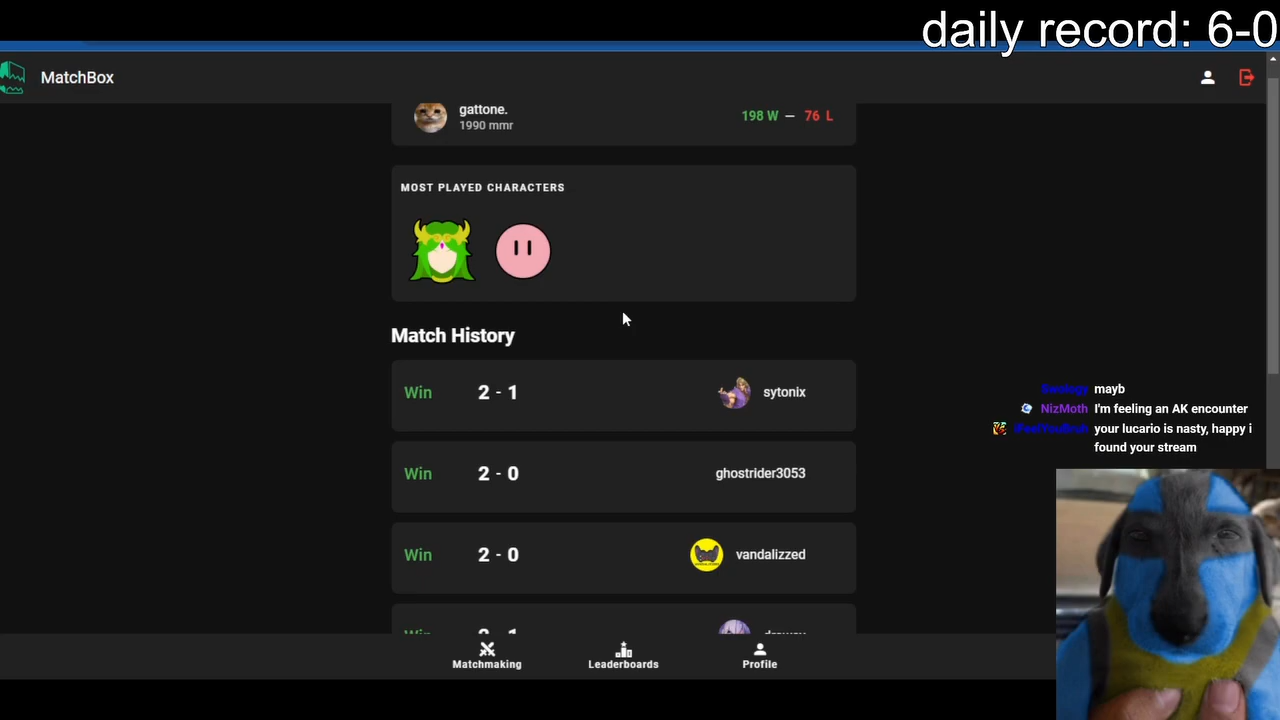 daily record: 6-0
MatchBox
gattone.
1990 mmr
198 W — 76 L
MOST PLAYED CHARACTERS
Match History
Win 2 - 1 sytonix
Win 2 - 0 ghostrider3053
Win 2 - 0 vandalizzed
Win
mayb
NizMoth I'm feeling an AK encounter
your lucario is nasty, happy i
found your stream
Matchmaking
Leaderboards
Profile